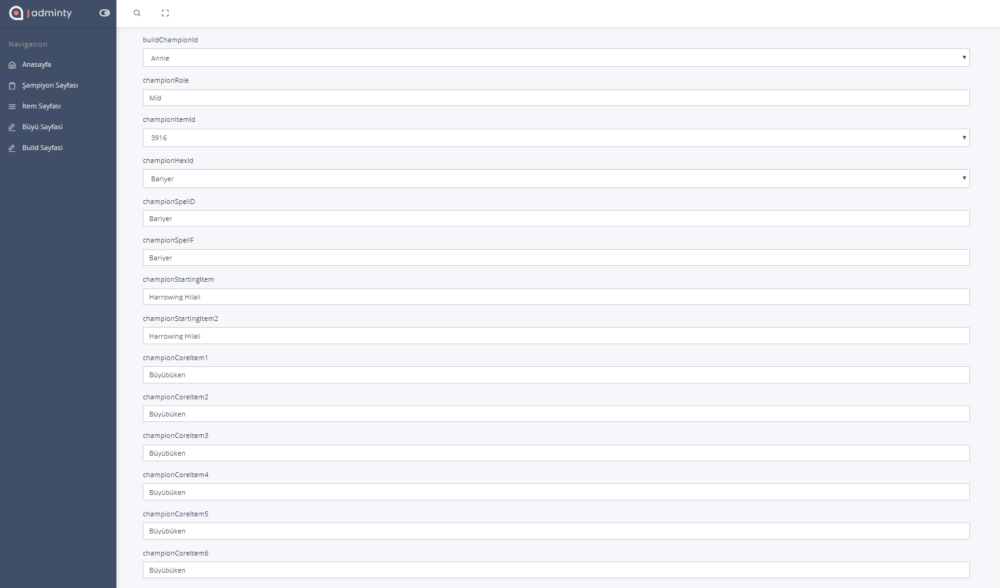 adminty
Navigation
Anasayfa
Şampiyon Sayfası
İtem Sayfası
Büyü Sayfasi
Build Sayfasi
buildChampionId
Annie
championRole
Mid
championItemId
3916
championHexId
Bariyer
championSpellD
Bariyer
championSpellF
Bariyer
championStartingItem
Harrowing Hilali
championStartingItem2
Harrowing Hilali
championCoreItem1
Büyübüken
championCoreItem2
Büyübüken
championCoreItem3
Büyübüken
championCoreItem4
Büyübüken
championCoreItem5
Büyübüken
championCoreItem6
Büyübüken